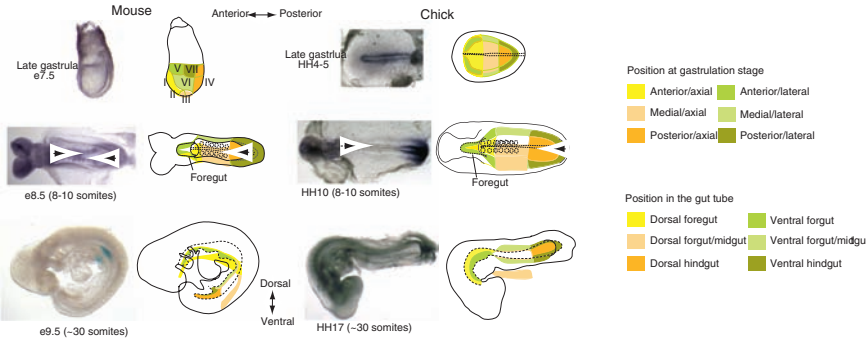 Mouse
Anterior Posterior
Chick
Late gastrula
e7.5
V VII
I VI IV
II
III
Late gastrlua
HH4-5
Foregut
e8.5 (8-10 somites)
Foregut
HH10 (8-10 somites)
Dorsal
Ventral
e9.5 (~30 somites)
HH17 (~30 somites)
Position at gastrulation stage
Anterior/axial Anterior/lateral
Medial/axial Medial/lateral
Posterior/axial Posterior/lateral
Position in the gut tube
Dorsal foregut Ventral forgut
Dorsal forgut/midgut Ventral forgut/midgu
Dorsal hindgut Ventral hindgut